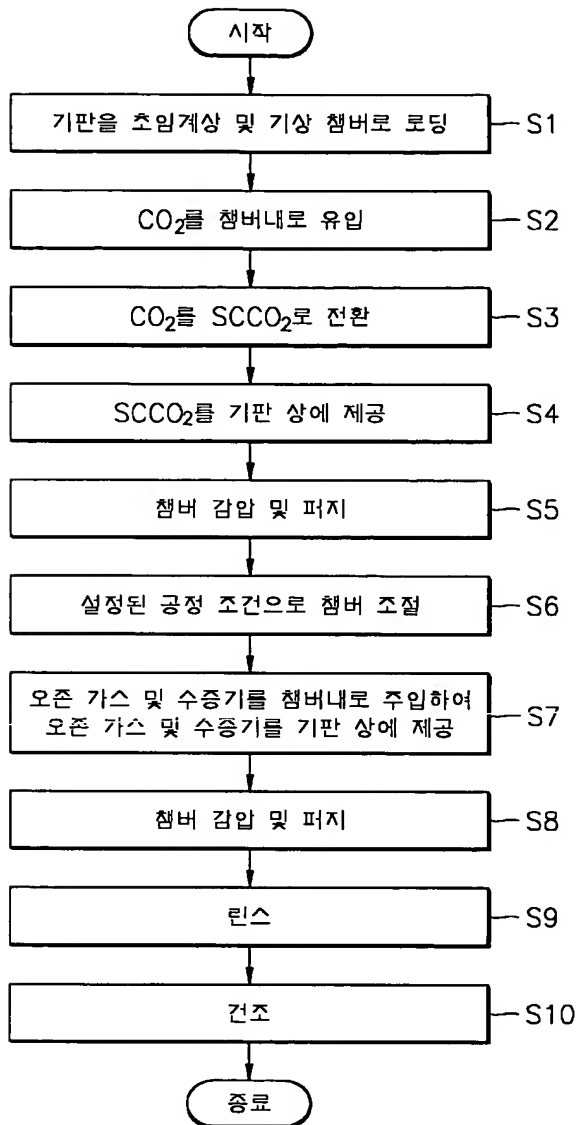 시작
기판을 초임계상 및 기상 챔버로 로딩 S1
CO2를 챔버내로 유입 S2
CO2를 SCCO2로 전환 S3
SCCO2를 기판 상에 제공 S4
챔버 감압 및 퍼지 S5
설정된 공정 조건으로 챔버 조절 S6
오존 가스 및 수증기를 챔버내로 주입하여
오존 가스 및 수증기를 기판 상에 제공 S7
챔버 감압 및 퍼지 S8
린스 S9
건조 S10
종료